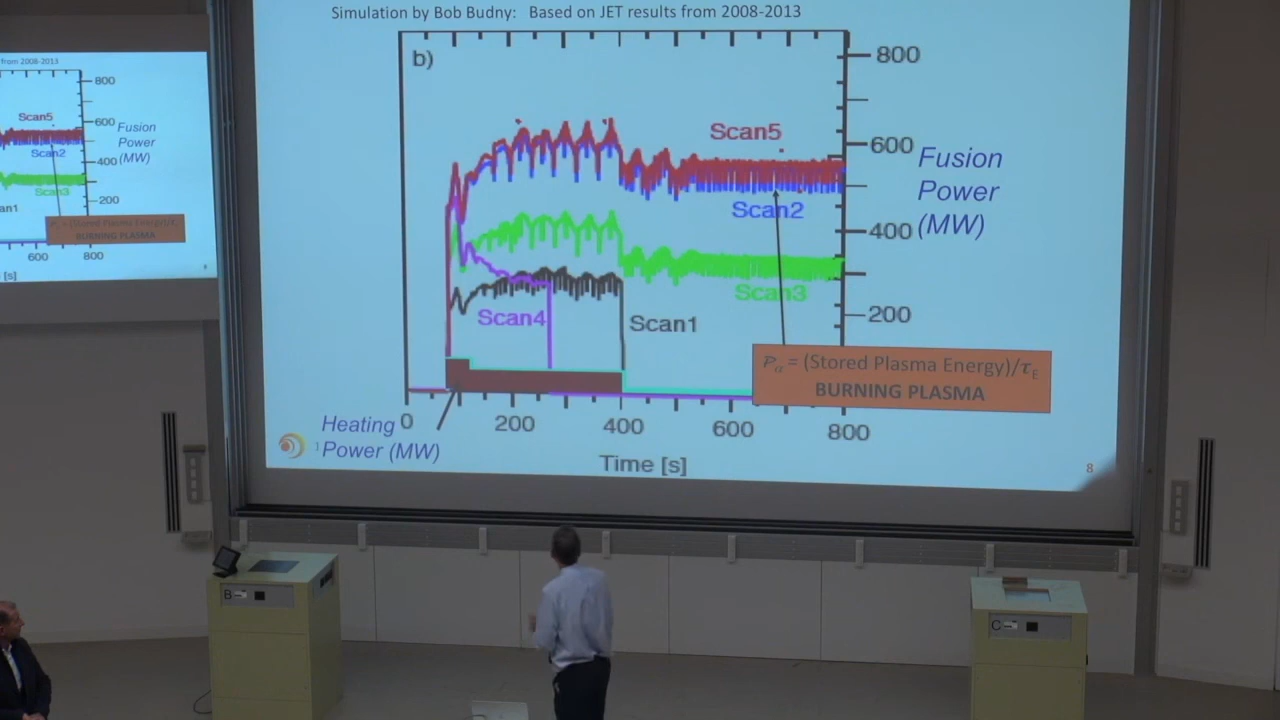 Simulation by Bob Budny: Based on JET results from 2008-2013
b)
800
Scan5
600
Fusion
Power
(MW)
Scan2
400
Scan3
Scan4
Scan1
200
𝒫α = (Stored Plasma Energy)/τE
BURNING PLASMA
Heating
Power (MW)
0
200
400
600
800
Time [s]
8
from 2008-2013
800
Scan5
600
Fusion
Power
(MW)
Scan2
400
Scan3
an1
200
(Stored Plasma Energy)/
BURNING PLASMA
600
800
[s]
B
C